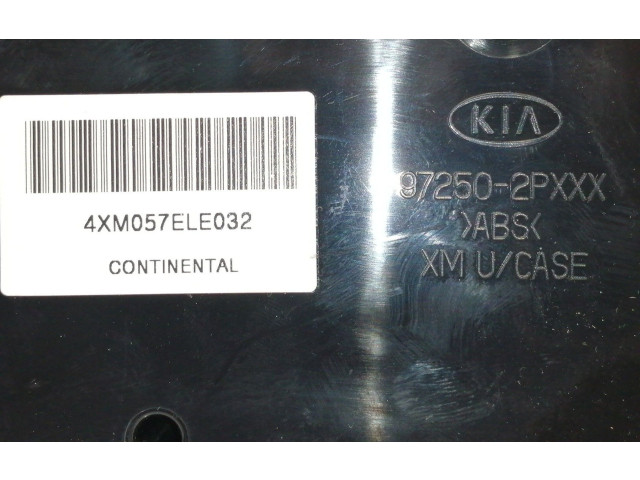 4XM057ELE032
CONTINENTAL
KIA
97250-2PXXX
>ABS<
XM U/CASE